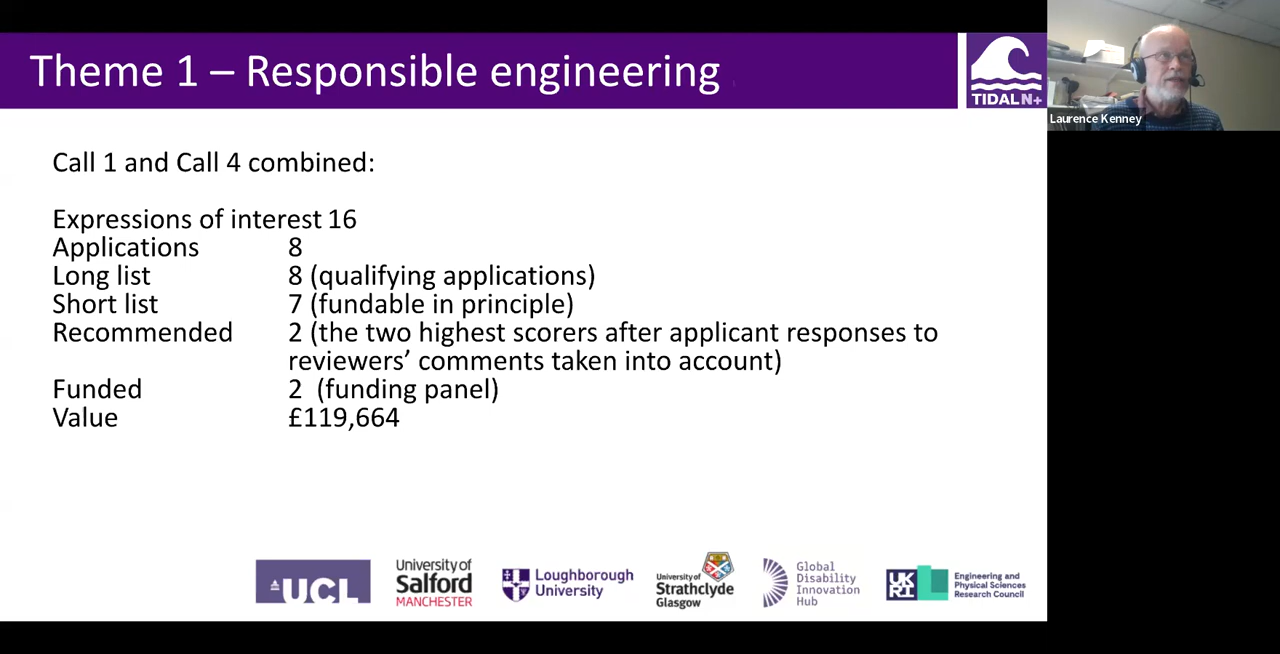 Theme 1 – Responsible engineering
TIDAL N+
Laurence Kenney
Call 1 and Call 4 combined:
Expressions of interest 16
Applications 8
Long list 8 (qualifying applications)
Short list 7 (fundable in principle)
Recommended 2 (the two highest scorers after applicant responses to
reviewers’ comments taken into account)
Funded 2 (funding panel)
Value £119,664
UCL
University of
Salford
MANCHESTER
Loughborough
University
University of
Strathclyde
Glasgow
Global
Disability
Innovation
Hub
UK
RI
Engineering and
Physical Sciences
Research Council